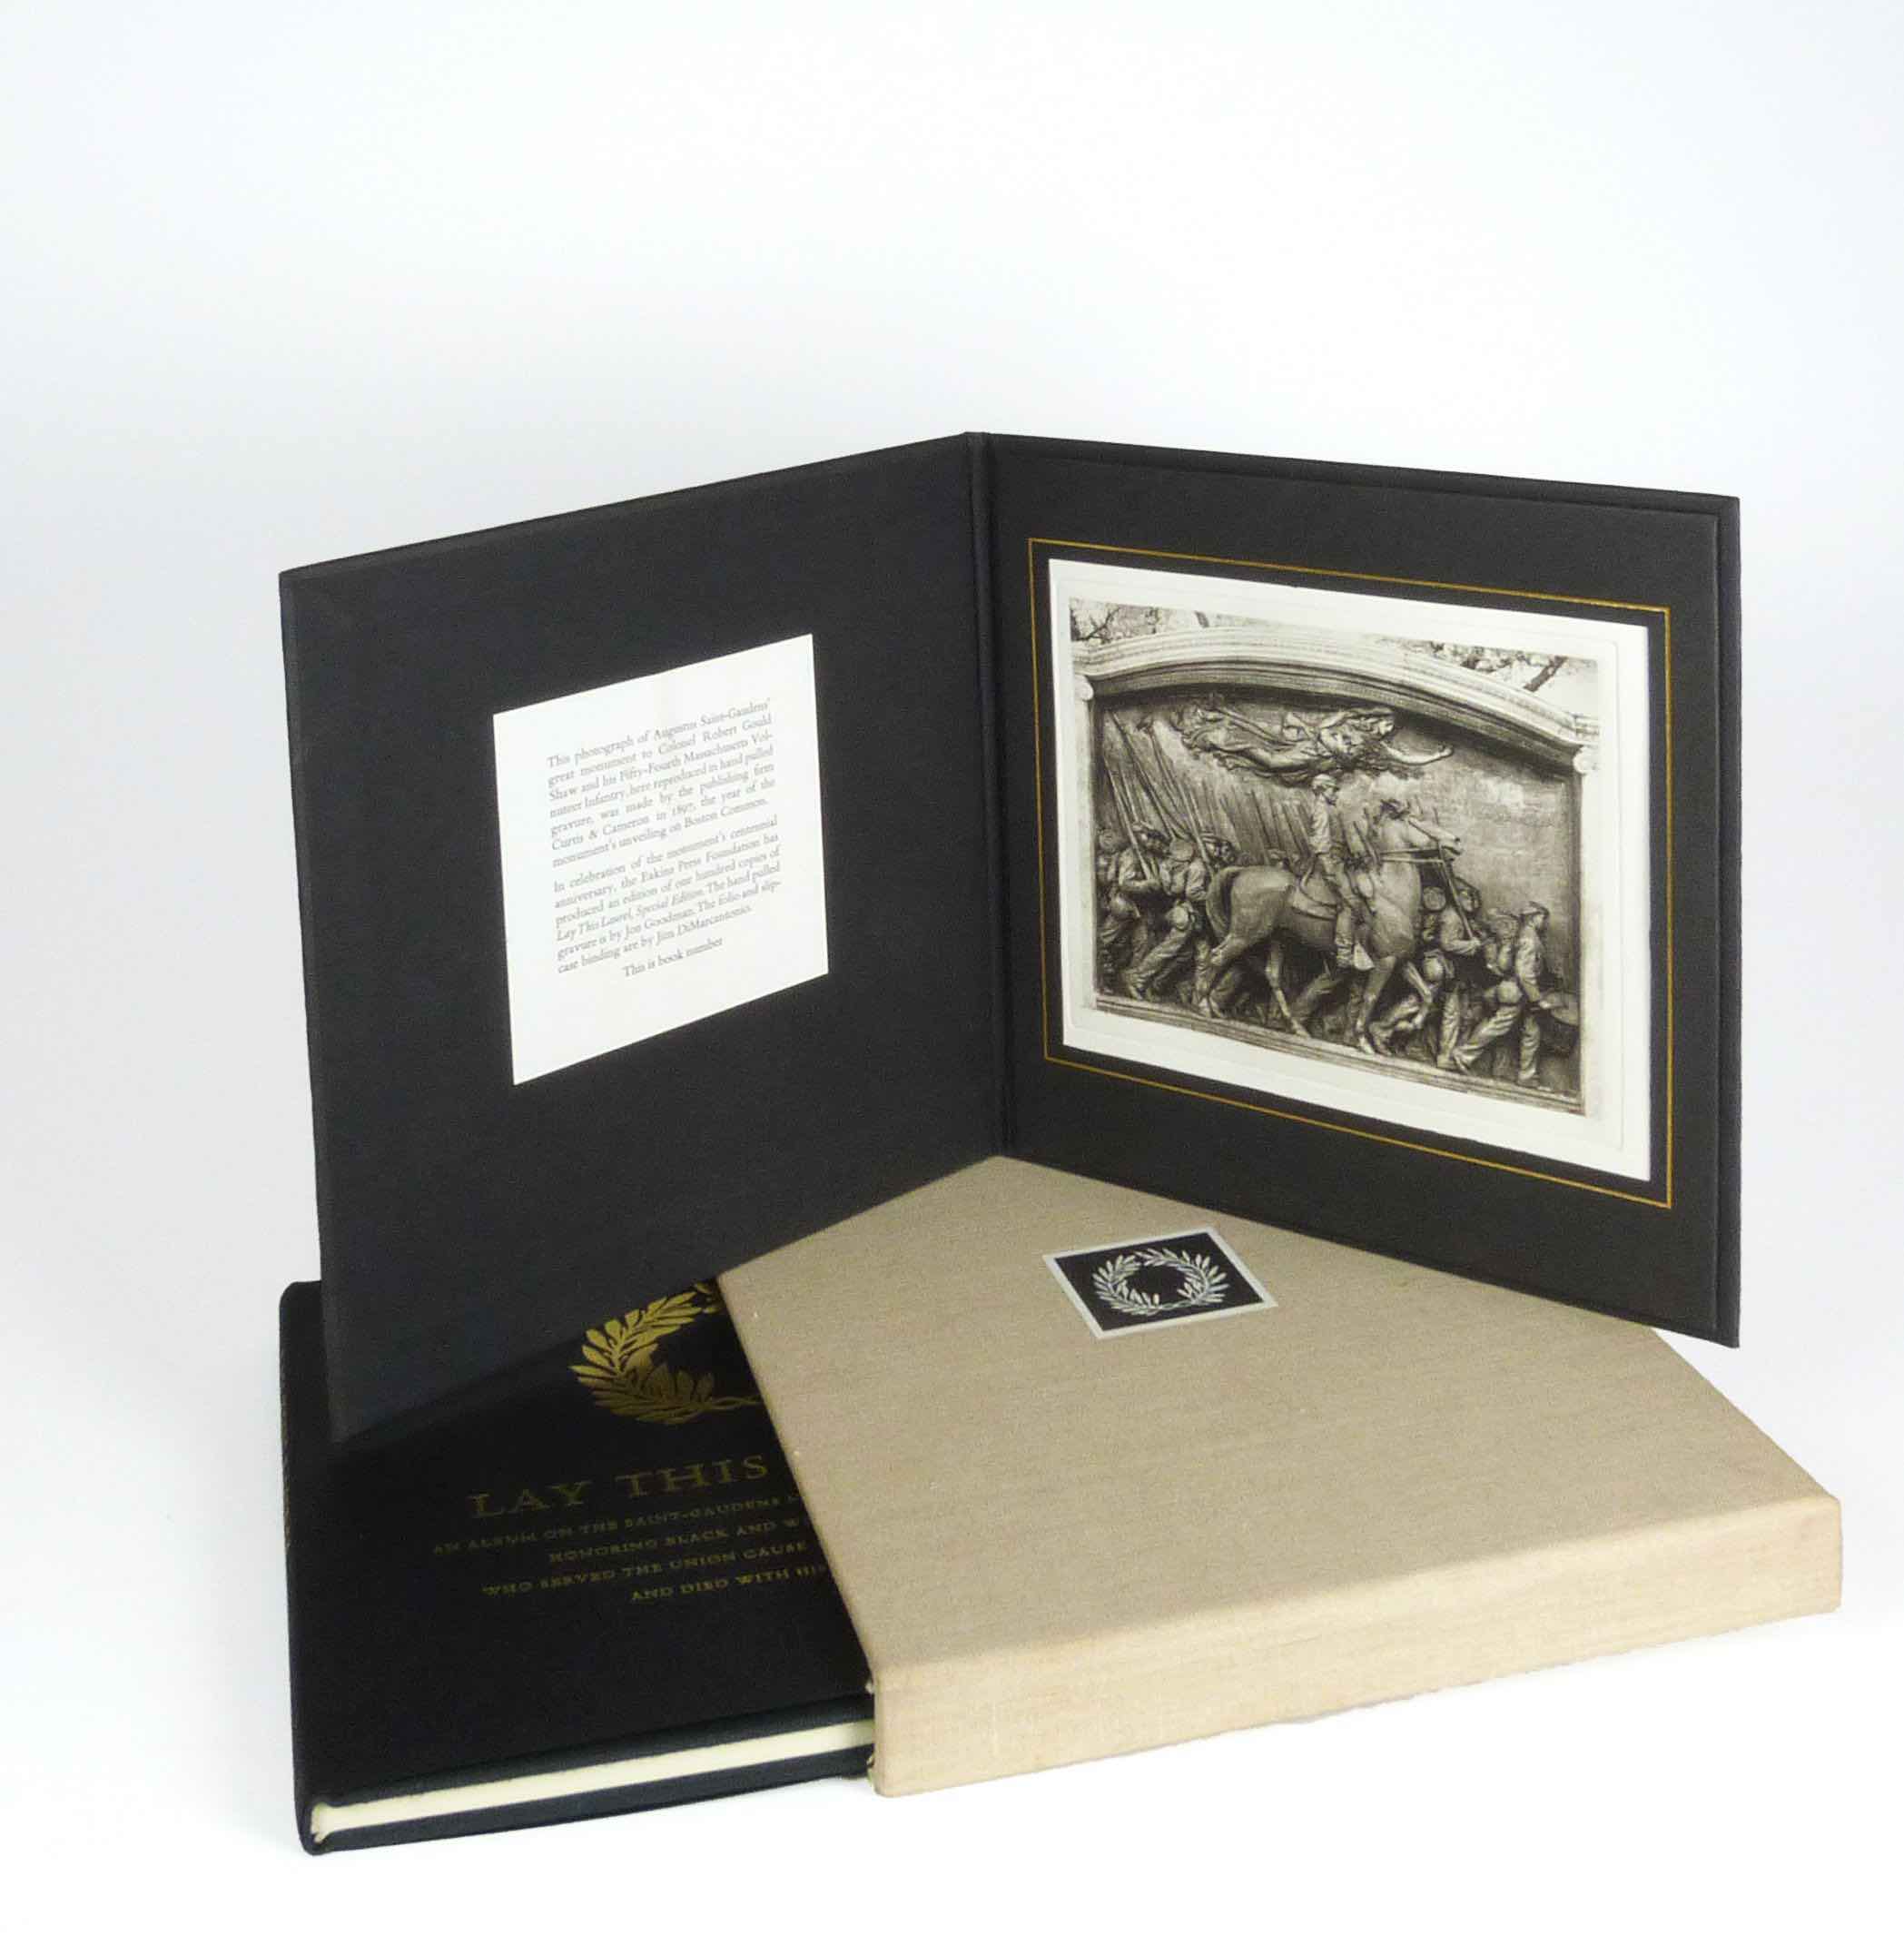 This photograph of Augustus Saint-Gaudens'
great monument to Colonel Robert Gould
Shaw and his Fifty-Fourth Massachusetts Vol-
unteer Infantry, here reproduced in hand pulled
gravure, was made by the publishing firm
Curtis & Cameron in 1897, the year of the
monument's unveiling on Boston Common.
In celebration of the monument's centennial
anniversary, the Eakins Press Foundation has
produced an edition of one hundred copies of
Lay This Laurel, Special Edition. The hand pulled
gravure is by Jon Goodman. The folio and slip-
case binding are by Jim DiMarcantonio.
This is book number
LAY THIS
AN ALBUM ON THE SAINT-GAUDENS
HONORING BLACK AND W
WHO SERVED THE UNION CAUSE
AND DIED WITH HI